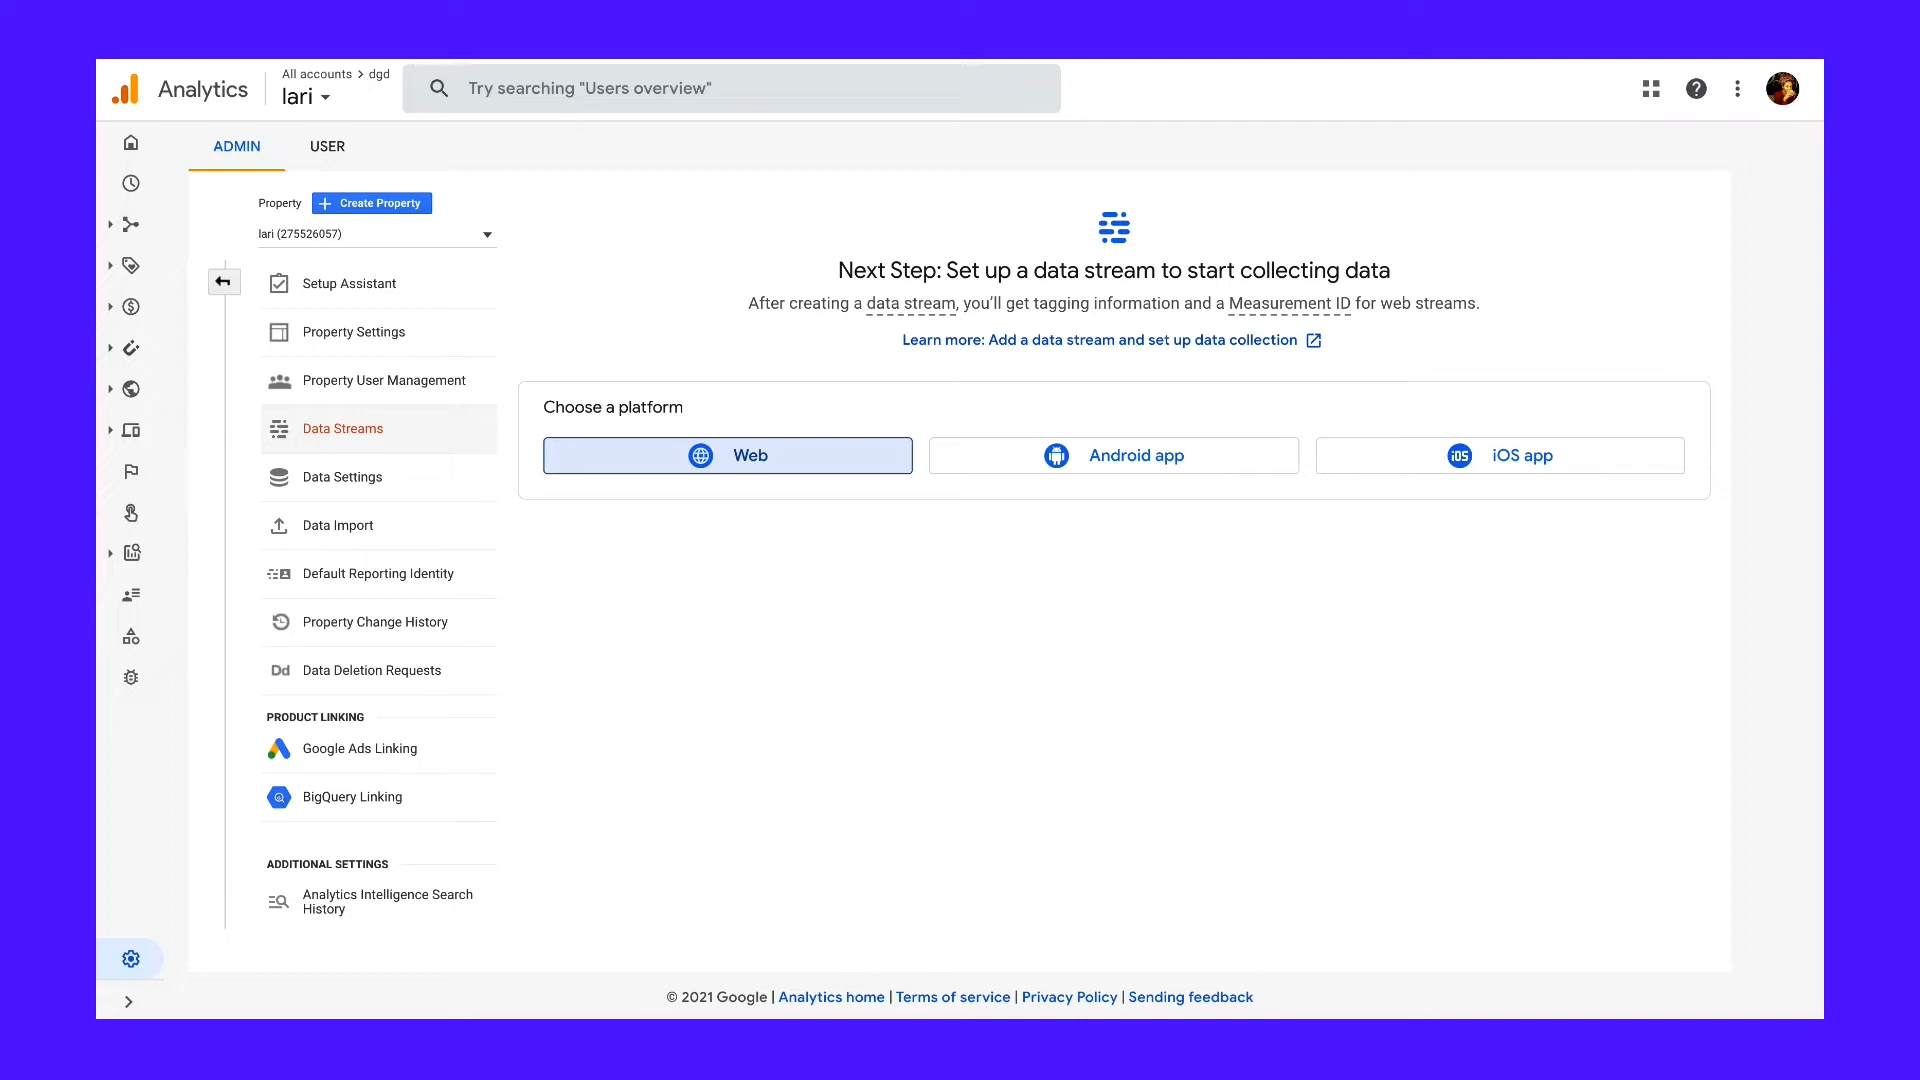 Analytics
All accounts > dgd
lari
Try searching "Users overview"
ADMIN
USER
Property
Create Property
lari (275526057)
Setup Assistant
Property Settings
Property User Management
Data Streams
Data Settings
Data Import
Default Reporting Identity
Property Change History
Dd Data Deletion Requests
PRODUCT LINKING
Google Ads Linking
BigQuery Linking
ADDITIONAL SETTINGS
Analytics Intelligence Search
History
Next Step: Set up a data stream to start collecting data
After creating a data stream, you’ll get tagging information and a Measurement ID for web streams.
Learn more: Add a data stream and set up data collection
Choose a platform
Web
Android app
iOS iOS app
© 2021 Google | Analytics home | Terms of service | Privacy Policy | Sending feedback